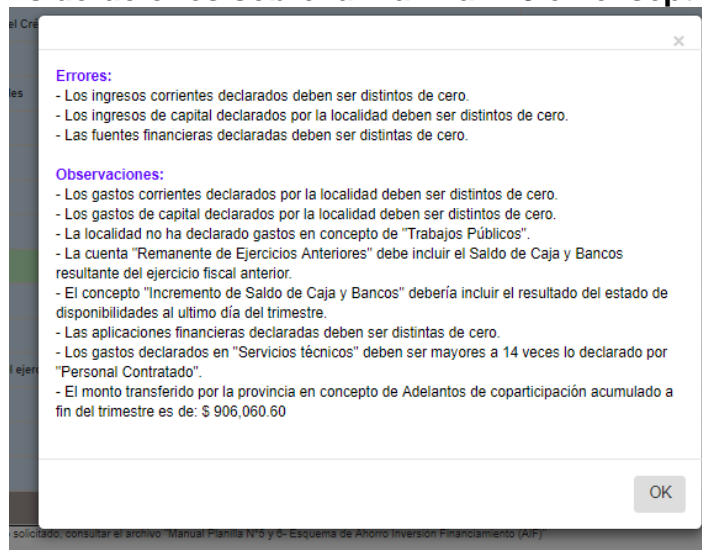 el Cré
×
Errores:
les
- Los ingresos corrientes declarados deben ser distintos de cero.
- Los ingresos de capital declarados por la localidad deben ser distintos de cero.
- Las fuentes financieras declaradas deben ser distintas de cero.
Observaciones:
- Los gastos corrientes declarados por la localidad deben ser distintos de cero.
- Los gastos de capital declarados por la localidad deben ser distintos de cero.
- La localidad no ha declarado gastos en concepto de "Trabajos Públicos".
- La cuenta "Remanente de Ejercicios Anteriores" debe incluir el Saldo de Caja y Bancos
resultante del ejercicio fiscal anterior.
- El concepto "Incremento de Saldo de Caja y Bancos" debería incluir el resultado del estado de
disponibilidades al ultimo día del trimestre.
- Las aplicaciones financieras declaradas deben ser distintas de cero.
- Los gastos declarados en "Servicios técnicos" deben ser mayores a 14 veces lo declarado por
l ejerc
"Personal Contratado".
- El monto transferido por la provincia en concepto de Adelantos de coparticipación acumulado a
fin del trimestre es de: $ 906,060.60
OK
solicitado, consultar el archivo "Manual Planilla N°5 y 6- Esquema de Ahorro Inversión Financiamiento (AIF)"